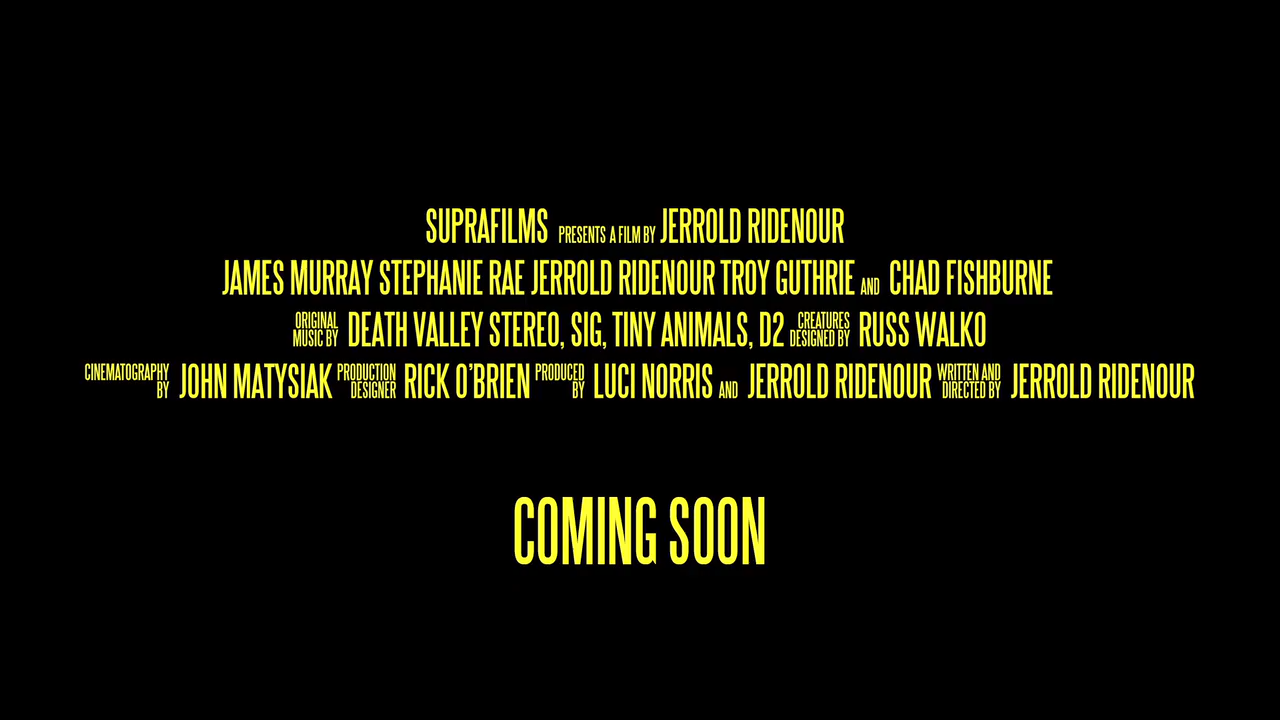 SUPRAFILMS PRESENTS A FILM BY JERROLD RIDENOUR
JAMES MURRAY STEPHANIE RAE JERROLD RIDENOUR TROY GUTHRIE AND CHAD FISHBURNE
ORIGINAL MUSIC BY DEATH VALLEY STEREO, SIG, TINY ANIMALS, D2 CREATURES DESIGNED BY RUSS WALKO
CINEMATOGRAPHY BY JOHN MATYSIAK PRODUCTION DESIGNER RICK O'BRIEN PRODUCED BY LUCI NORRIS AND JERROLD RIDENOUR WRITTEN AND DIRECTED BY JERROLD RIDENOUR
COMING SOON